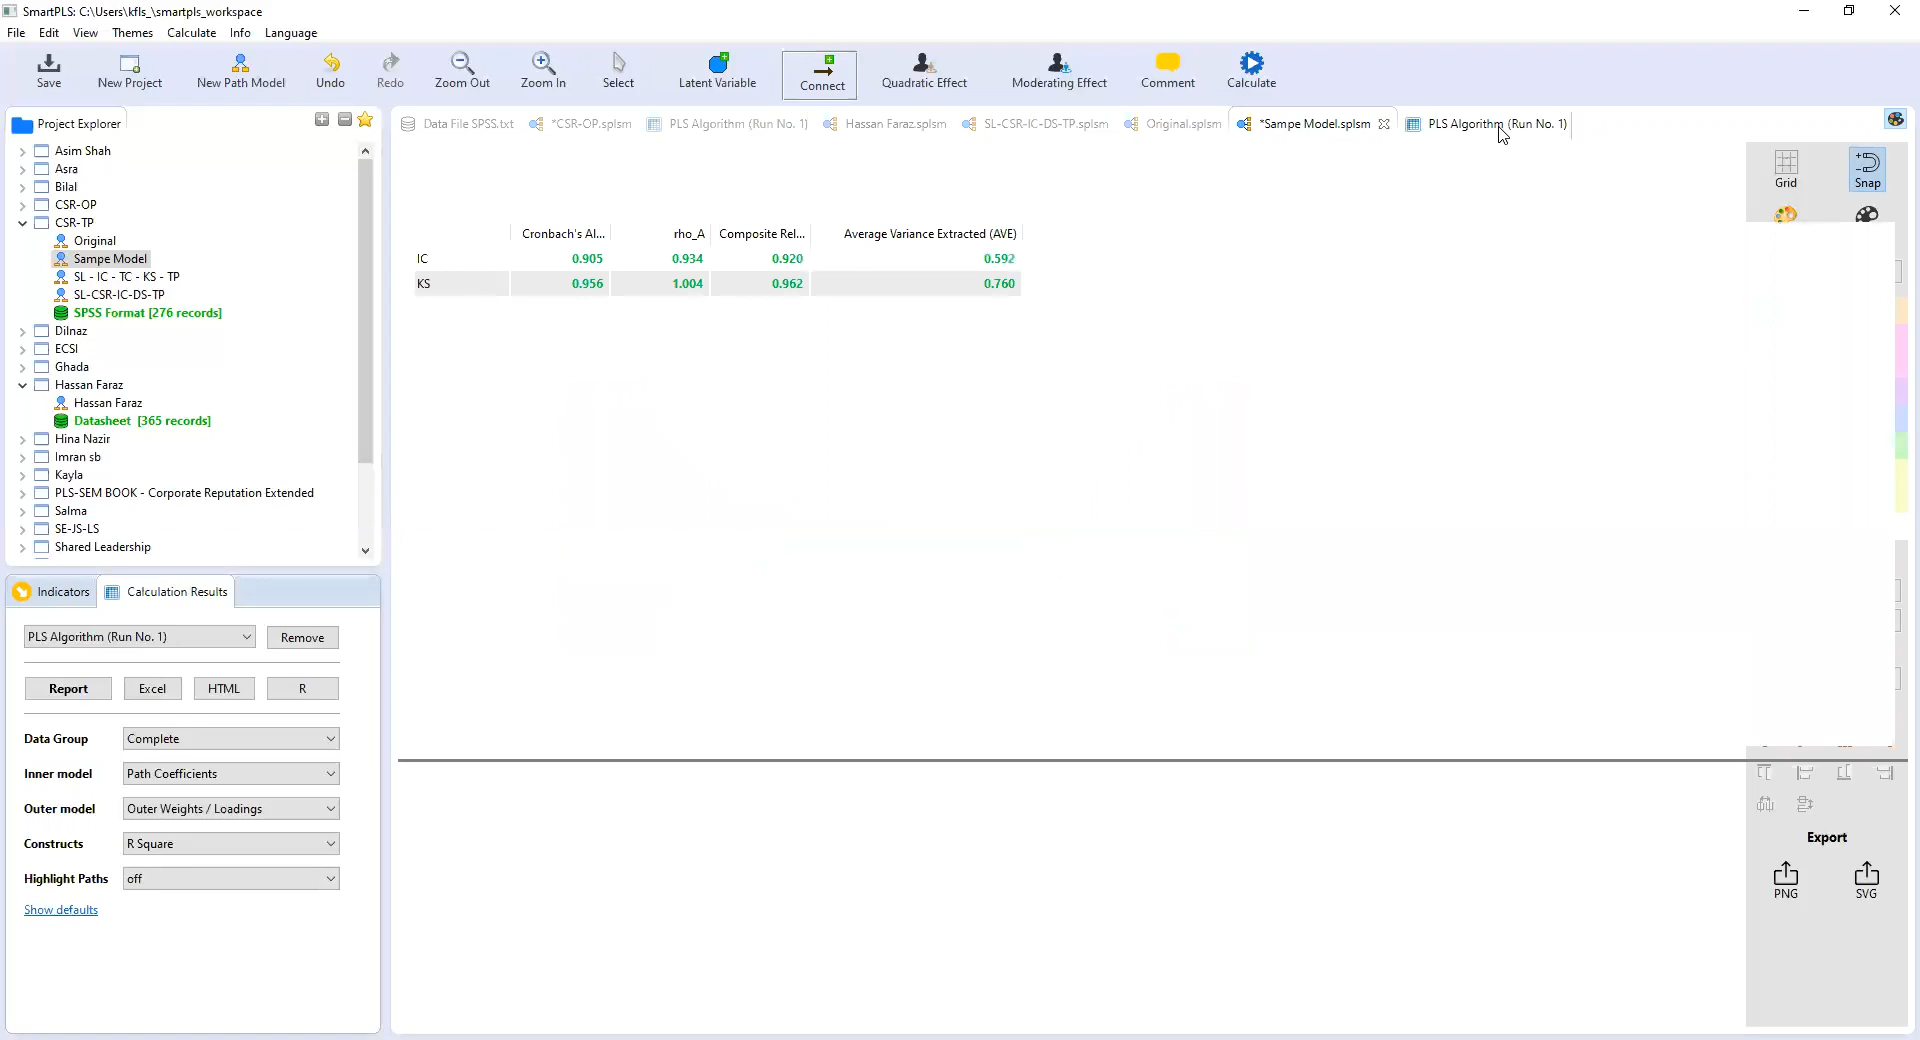 SmartPLS: C:\Users\kfls_\smartpls_workspace
File Edit View Themes Calculate Info Language
Save New Project New Path Model Undo Redo Zoom Out Zoom In Select Latent Variable Connect Quadratic Effect Moderating Effect Comment Calculate
Project Explorer
Data File SPSS.txt *CSR-OP.splsm PLS Algorithm (Run No. 1) Hassan Faraz.splsm SL-CSR-IC-DS-TP.splsm Original.splsm *Sampe Model.splsm PLS Algorithm (Run No. 1)
Asim Shah
Asra
Bilal
CSR-OP
CSR-TP
Original
Sampe Model
SL - IC - TC - KS - TP
SL-CSR-IC-DS-TP
SPSS Format [276 records]
Dilnaz
ECSI
Ghada
Hassan Faraz
Hassan Faraz
Datasheet [365 records]
Hina Nazir
Imran sb
Kayla
PLS-SEM BOOK - Corporate Reputation Extended
Salma
SE-JS-LS
Shared Leadership
Cronbach's Al... rho_A Composite Rel... Average Variance Extracted (AVE)
IC 0.905 0.934 0.920 0.592
KS 0.956 1.004 0.962 0.760
Grid Snap
Indicators Calculation Results
PLS Algorithm (Run No. 1) Remove
Report Excel HTML R
Data Group Complete
Inner model Path Coefficients
Outer model Outer Weights / Loadings
Constructs R Square
Highlight Paths off
Show defaults
Export
PNG SVG